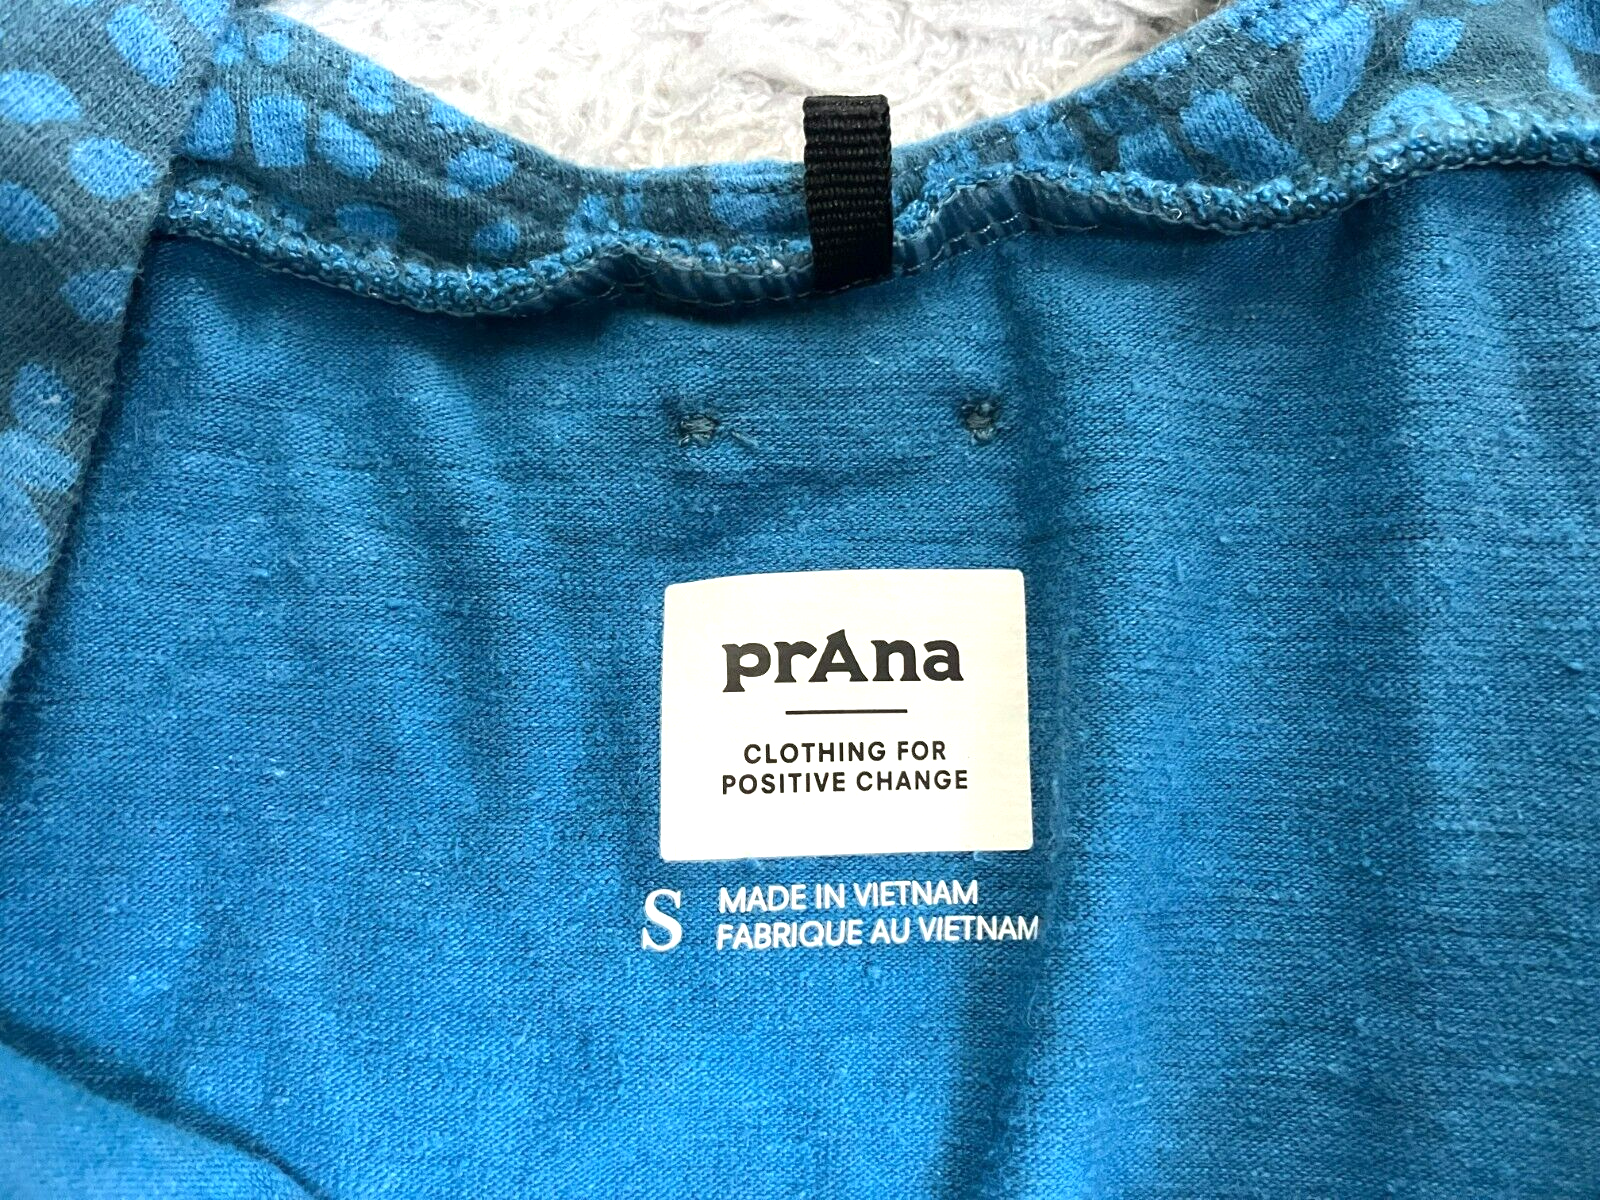 prAna
CLOTHING FOR
POSITIVE CHANGE
S MADE IN VIETNAM
FABRIQUE AU VIETNAM